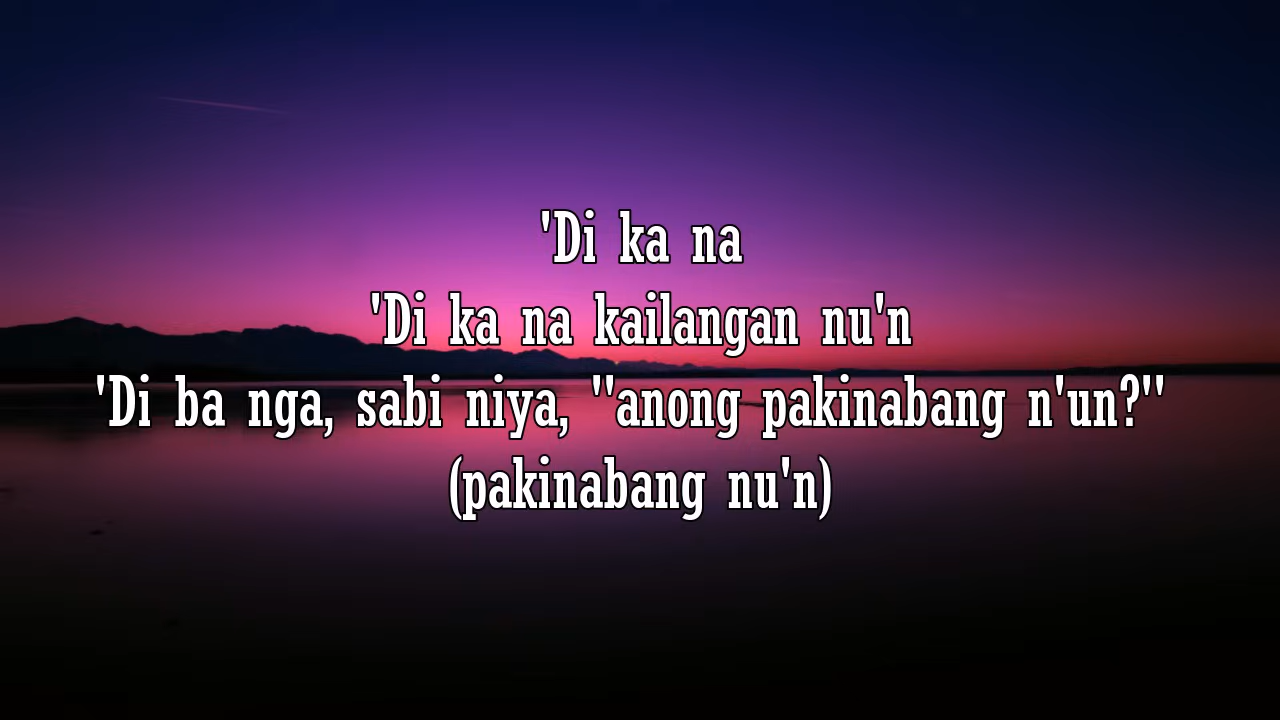 'Di ka na
'Di ka na kailangan nu'n
'Di ba nga, sabi niya, "anong pakinabang n'un?"
(pakinabang nu'n)